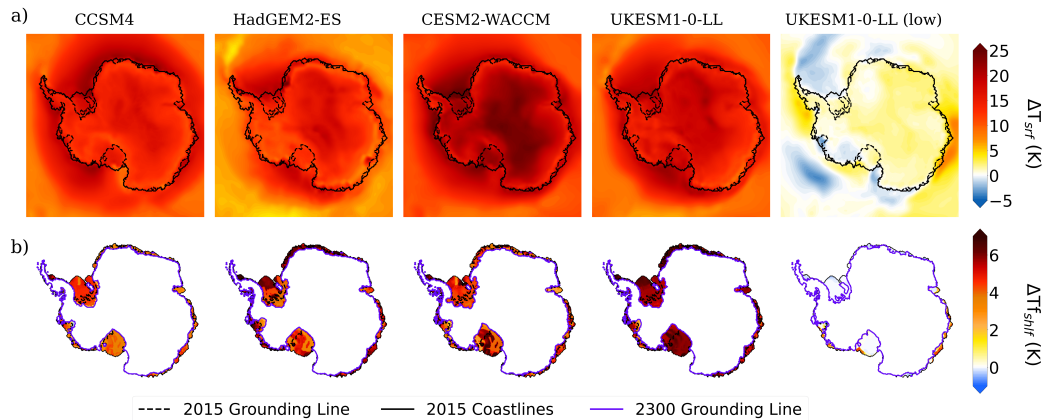 a)
CCSM4
HadGEM2-ES
CESM2-WACCM
UKESM1-0-LL
UKESM1-0-LL (low)
25
20
15
10
5
0
−5
ΔT_srf (K)
b)
6
4
2
0
ΔTf_shlf (K)
2015 Grounding Line
2015 Coastlines
2300 Grounding Line